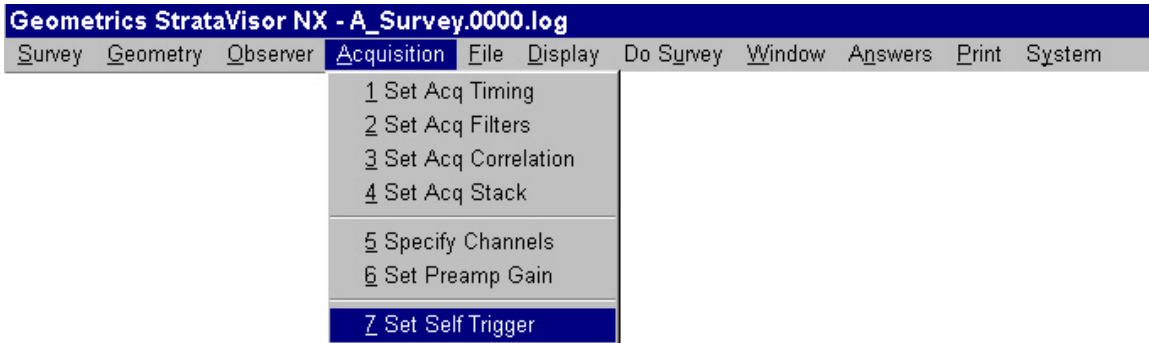 Geometrics StrataVisor NX - A_Survey.0000.log
Survey Geometry Observer Acquisition File Display Do Survey Window Answers Print System
1 Set Acq Timing
2 Set Acq Filters
3 Set Acq Correlation
4 Set Acq Stack
5 Specify Channels
6 Set Preamp Gain
7 Set Self Trigger